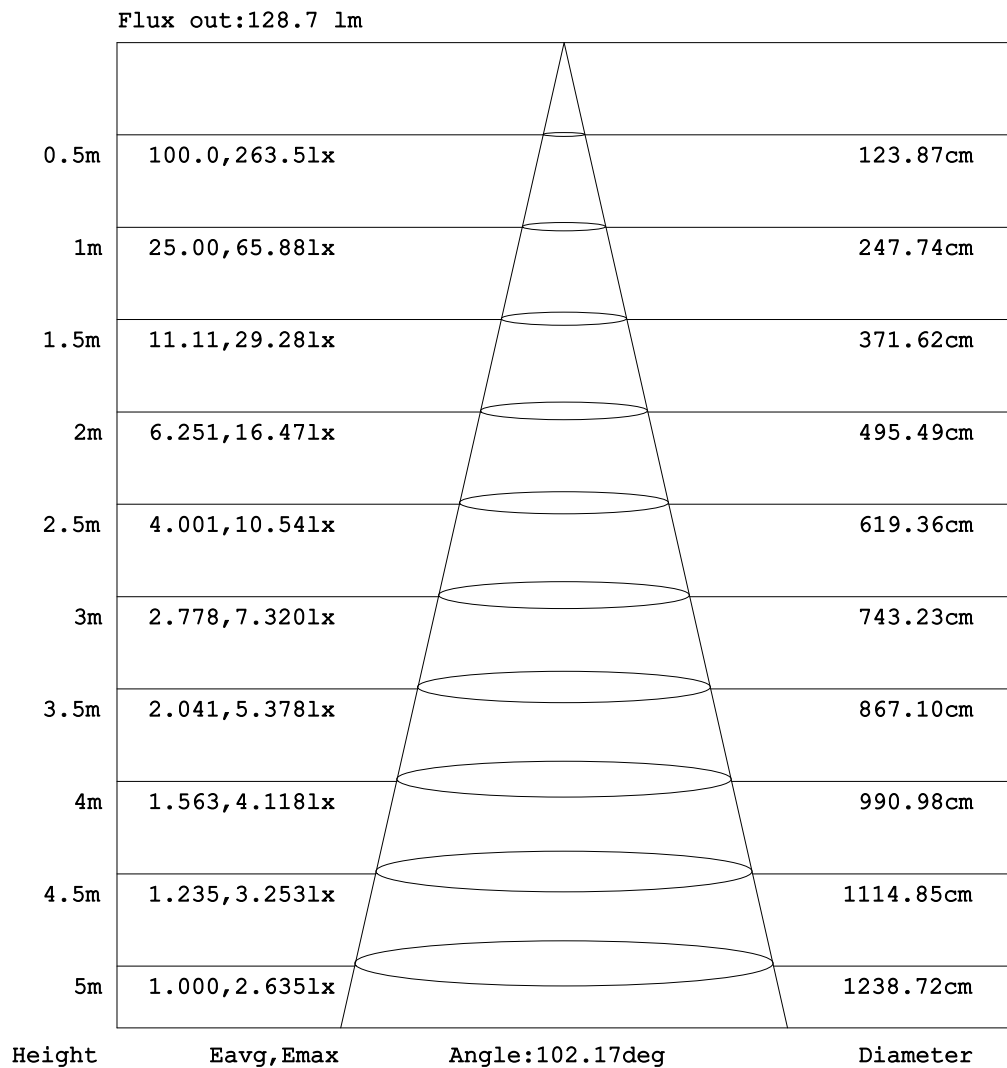 Flux out:128.7 lm
0.5m 100.0,263.5lx 123.87cm
1m 25.00,65.88lx 247.74cm
1.5m 11.11,29.28lx 371.62cm
2m 6.251,16.47lx 495.49cm
2.5m 4.001,10.54lx 619.36cm
3m 2.778,7.320lx 743.23cm
3.5m 2.041,5.378lx 867.10cm
4m 1.563,4.118lx 990.98cm
4.5m 1.235,3.253lx 1114.85cm
5m 1.000,2.635lx 1238.72cm
Height Eavg,Emax Angle:102.17deg Diameter